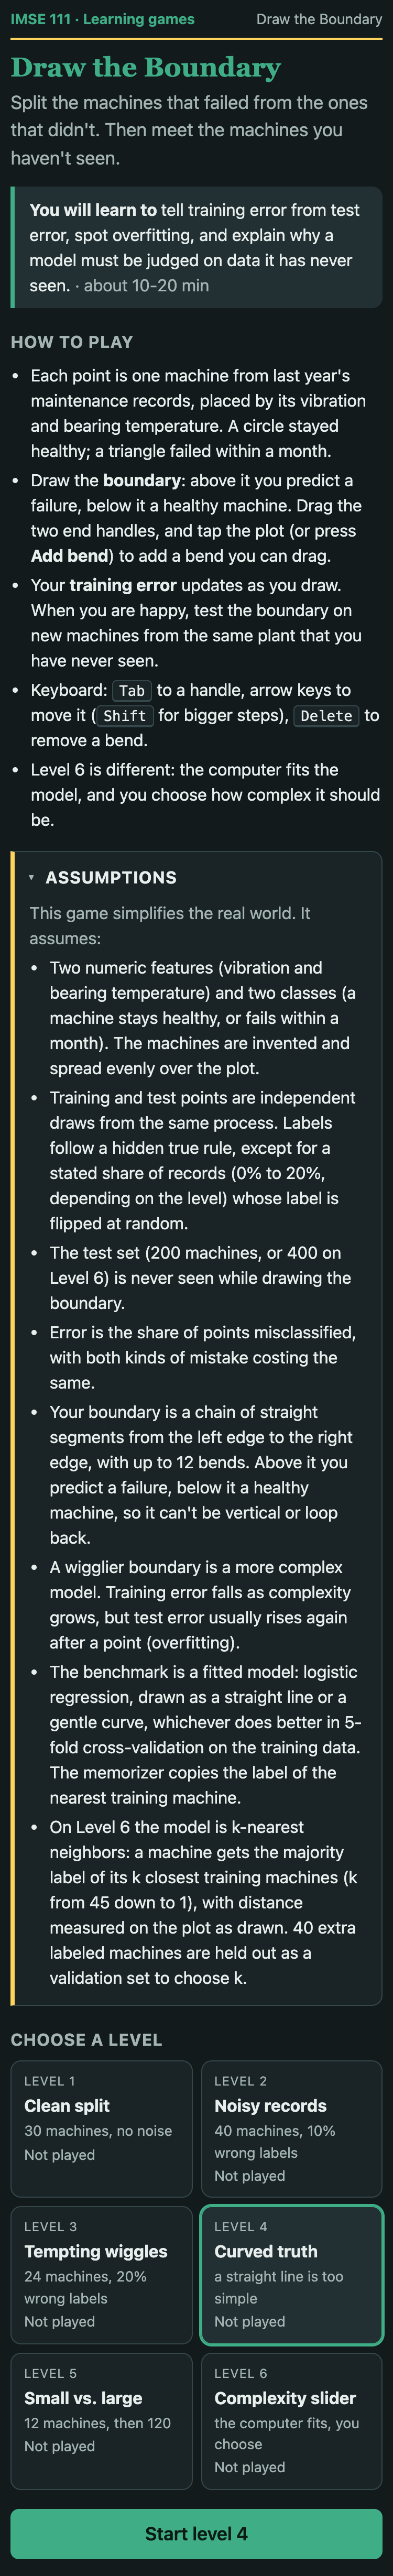 IMSE 111 · Learning games
Draw the Boundary
Draw the Boundary
Split the machines that failed from the ones
that didn't. Then meet the machines you
haven't seen.
You will learn to tell training error from test
error, spot overfitting, and explain why a
model must be judged on data it has never
seen. · about 10-20 min
HOW TO PLAY
• Each point is one machine from last year's
maintenance records, placed by its vibration
and bearing temperature. A circle stayed
healthy; a triangle failed within a month.
• Draw the boundary: above it you predict a
failure, below it a healthy machine. Drag the
two end handles, and tap the plot (or press
Add bend) to add a bend you can drag.
• Your training error updates as you draw.
When you are happy, test the boundary on
new machines from the same plant that you
have never seen.
• Keyboard: Tab to a handle, arrow keys to
move it (Shift for bigger steps), Delete to
remove a bend.
• Level 6 is different: the computer fits the
model, and you choose how complex it should
be.
▾ ASSUMPTIONS
This game simplifies the real world. It
assumes:
• Two numeric features (vibration and
bearing temperature) and two classes (a
machine stays healthy, or fails within a
month). The machines are invented and
spread evenly over the plot.
• Training and test points are independent
draws from the same process. Labels
follow a hidden true rule, except for a
stated share of records (0% to 20%,
depending on the level) whose label is
flipped at random.
• The test set (200 machines, or 400 on
Level 6) is never seen while drawing the
boundary.
• Error is the share of points misclassified,
with both kinds of mistake costing the
same.
• Your boundary is a chain of straight
segments from the left edge to the right
edge, with up to 12 bends. Above it you
predict a failure, below it a healthy
machine, so it can't be vertical or loop
back.
• A wigglier boundary is a more complex
model. Training error falls as complexity
grows, but test error usually rises again
after a point (overfitting).
• The benchmark is a fitted model: logistic
regression, drawn as a straight line or a
gentle curve, whichever does better in 5-
fold cross-validation on the training data.
The memorizer copies the label of the
nearest training machine.
• On Level 6 the model is k-nearest
neighbors: a machine gets the majority
label of its k closest training machines (k
from 45 down to 1), with distance
measured on the plot as drawn. 40 extra
labeled machines are held out as a
validation set to choose k.
CHOOSE A LEVEL
LEVEL 1
Clean split
30 machines, no noise
Not played
LEVEL 2
Noisy records
40 machines, 10%
wrong labels
Not played
LEVEL 3
Tempting wiggles
24 machines, 20%
wrong labels
Not played
LEVEL 4
Curved truth
a straight line is too
simple
Not played
LEVEL 5
Small vs. large
12 machines, then 120
Not played
LEVEL 6
Complexity slider
the computer fits, you
choose
Not played
Start level 4